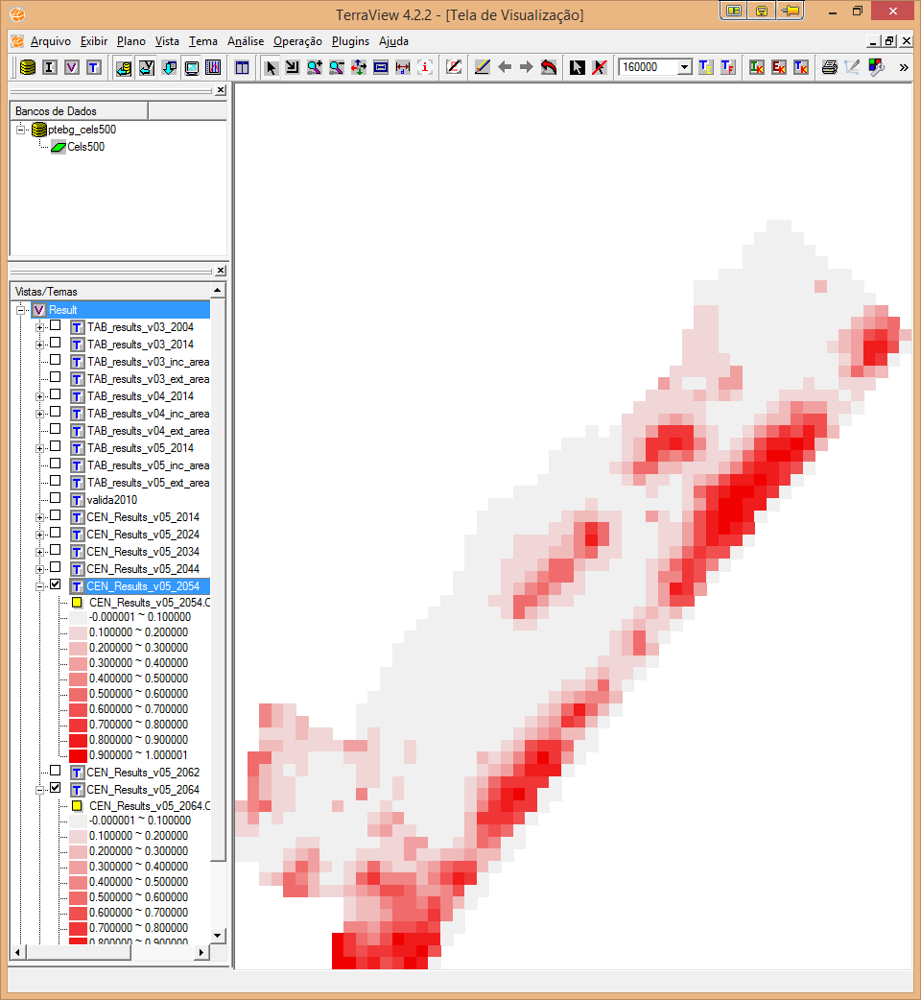 TerraView 4.2.2 - [Tela de Visualização]
Arquivo Exibir Plano Vista Tema Análise Operação Plugins Ajuda
160000
Bancos de Dados
ptebg_cels500
Cels500
Vistas/Temas
Result
TAB_results_v03_2004
TAB_results_v03_2014
TAB_results_v03_inc_area
TAB_results_v03_ext_area
TAB_results_v04_2014
TAB_results_v04_inc_area
TAB_results_v04_ext_area
TAB_results_v05_2014
TAB_results_v05_inc_area
TAB_results_v05_ext_area
valida2010
CEN_Results_v05_2014
CEN_Results_v05_2024
CEN_Results_v05_2034
CEN_Results_v05_2044
CEN_Results_v05_2054
CEN_Results_v05_2054.C
-0.000001 ~ 0.100000
0.100000 ~ 0.200000
0.200000 ~ 0.300000
0.300000 ~ 0.400000
0.400000 ~ 0.500000
0.500000 ~ 0.600000
0.600000 ~ 0.700000
0.700000 ~ 0.800000
0.800000 ~ 0.900000
0.900000 ~ 1.000001
CEN_Results_v05_2062
CEN_Results_v05_2064
CEN_Results_v05_2064.C
-0.000001 ~ 0.100000
0.100000 ~ 0.200000
0.200000 ~ 0.300000
0.300000 ~ 0.400000
0.400000 ~ 0.500000
0.500000 ~ 0.600000
0.600000 ~ 0.700000
0.700000 ~ 0.800000
0.800000 ~ 0.900000